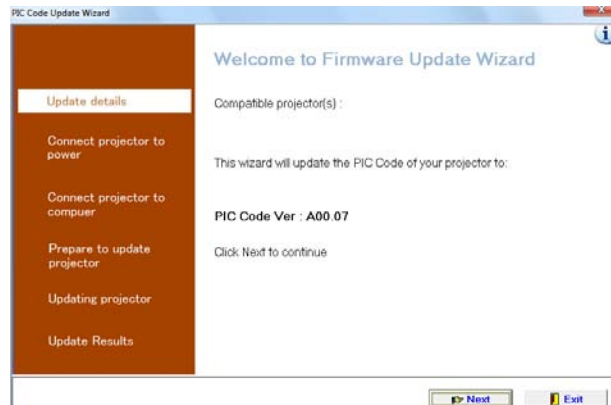 PIC Code Update Wizard
Welcome to Firmware Update Wizard
Update details
Compatible projector(s) :
Connect projector to
power
This wizard will update the PIC Code of your projector to:
Connect projector to
compuer
PIC Code Ver : A00.07
Prepare to update
projector
Click Next to continue
Updating projector
Update Results
Next
Exit